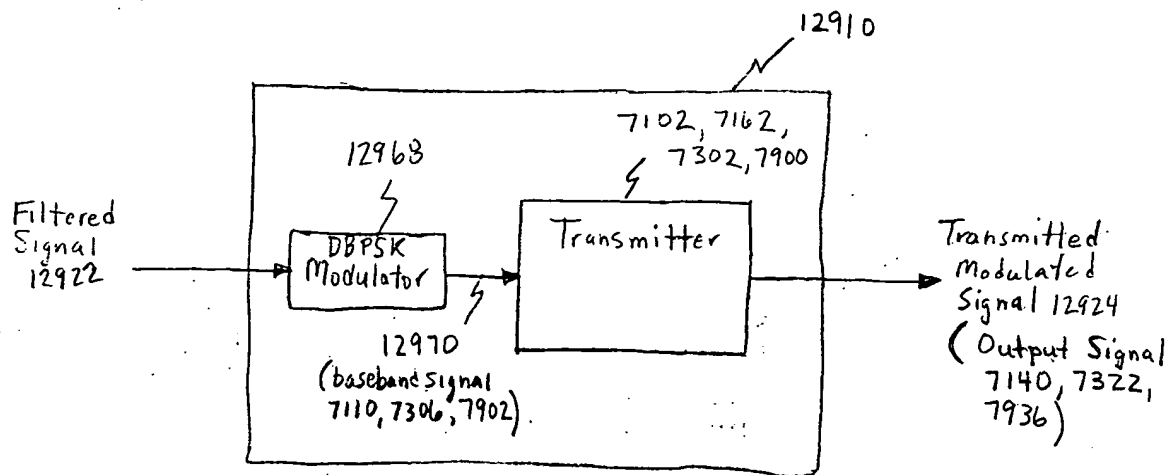 12910
7102, 7162,
7302, 7900
12968
Filtered
Signal
12922
DBPSK
Modulator
Transmitter
12970
(baseband signal
7110, 7306, 7902)
Transmitted
Modulated
Signal 12924
( Output Signal
7140, 7322,
7936 )